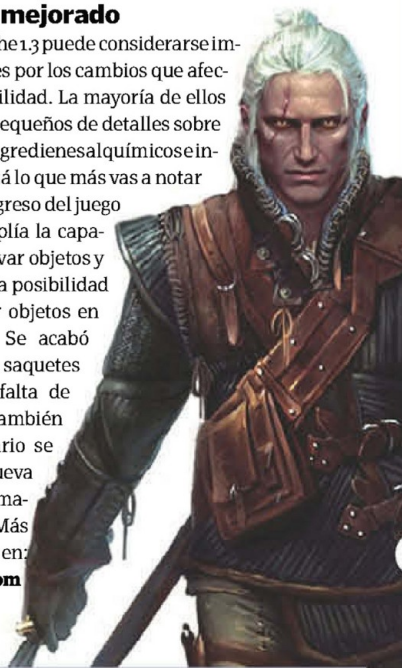 mejorado
he 1.3 puede considerarse im-
es por los cambios que afec-
ilidad. La mayoría de ellos
equeños de detalles sobre
gredienes alquímicos e in-
á lo que más vas a notar
greso del juego
plía la capa-
var objetos y
a posibilidad
r objetos en
Se acabó
saquetes
falta de
ambién
rio se
ueva
ma-
Más
en:
om